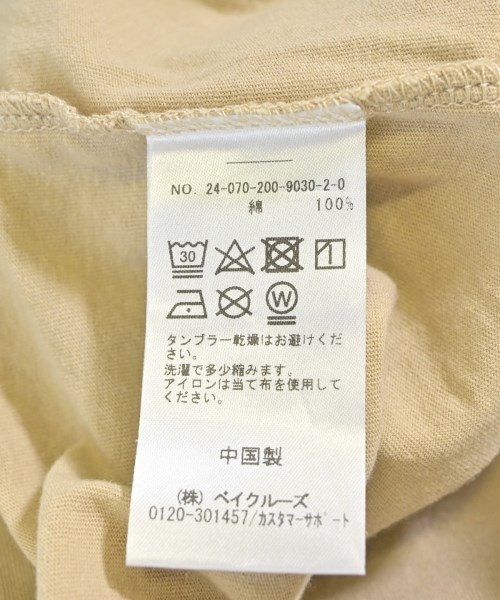 NO. 24-070-200-9030-2-0
綿 100%
30
W
タンブラー乾燥はお避けくだ
さい。
洗濯で多少縮みます。
アイロンは当て布を使用して
ください。
中国製
(株) ベイクルーズ
0120-301457/カスタマーサポート